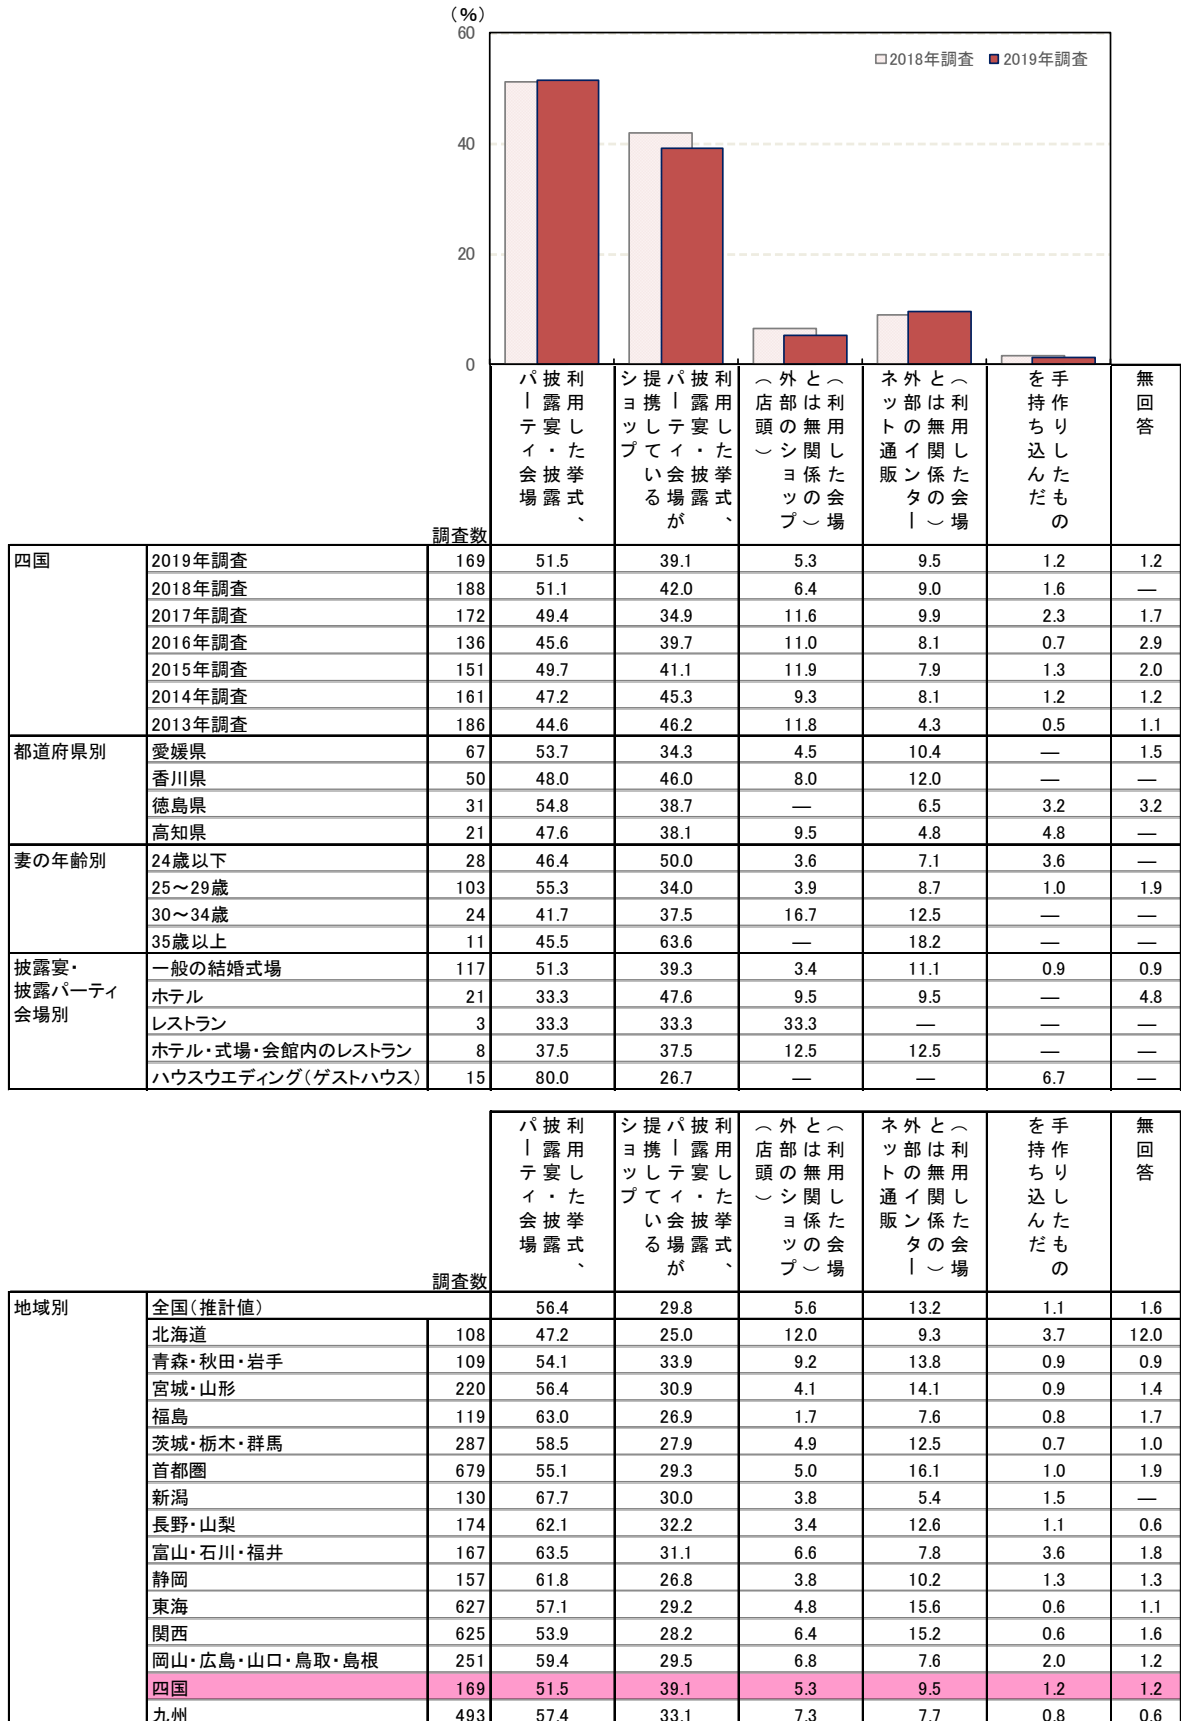 (%)
60
40
20
0
□2018年調査 ■2019年調査
調査数
利用した挙式、披露宴・披露パーティ会場
利用した挙式、披露宴・披露パーティ会場が提携しているショップ
(利用した会場とは無関係の)外部のショップ(店頭)
(利用した会場とは無関係の)外部のインターネット通販
手作りしたものを持ち込んだ
無回答
四国 2019年調査 169 51.5 39.1 5.3 9.5 1.2 1.2
2018年調査 188 51.1 42.0 6.4 9.0 1.6 ―
2017年調査 172 49.4 34.9 11.6 9.9 2.3 1.7
2016年調査 136 45.6 39.7 11.0 8.1 0.7 2.9
2015年調査 151 49.7 41.1 11.9 7.9 1.3 2.0
2014年調査 161 47.2 45.3 9.3 8.1 1.2 1.2
2013年調査 186 44.6 46.2 11.8 4.3 0.5 1.1
都道府県別 愛媛県 67 53.7 34.3 4.5 10.4 ― 1.5
香川県 50 48.0 46.0 8.0 12.0 ― ―
徳島県 31 54.8 38.7 ― 6.5 3.2 3.2
高知県 21 47.6 38.1 9.5 4.8 4.8 ―
妻の年齢別 24歳以下 28 46.4 50.0 3.6 7.1 3.6 ―
25~29歳 103 55.3 34.0 3.9 8.7 1.0 1.9
30~34歳 24 41.7 37.5 16.7 12.5 ― ―
35歳以上 11 45.5 63.6 ― 18.2 ― ―
披露宴・披露パーティ会場別 一般の結婚式場 117 51.3 39.3 3.4 11.1 0.9 0.9
ホテル 21 33.3 47.6 9.5 9.5 ― 4.8
レストラン 3 33.3 33.3 33.3 ― ― ―
ホテル・式場・会館内のレストラン 8 37.5 37.5 12.5 12.5 ― ―
ハウスウエディング(ゲストハウス) 15 80.0 26.7 ― ― 6.7 ―
調査数
利用した挙式、披露宴・披露パーティ会場
利用した挙式、披露宴・披露パーティ会場が提携しているショップ
(利用した会場とは無関係の)外部のショップ(店頭)
(利用した会場とは無関係の)外部のインターネット通販
手作りしたものを持ち込んだ
無回答
地域別 全国(推計値) 56.4 29.8 5.6 13.2 1.1 1.6
北海道 108 47.2 25.0 12.0 9.3 3.7 12.0
青森・秋田・岩手 109 54.1 33.9 9.2 13.8 0.9 0.9
宮城・山形 220 56.4 30.9 4.1 14.1 0.9 1.4
福島 119 63.0 26.9 1.7 7.6 0.8 1.7
茨城・栃木・群馬 287 58.5 27.9 4.9 12.5 0.7 1.0
首都圏 679 55.1 29.3 5.0 16.1 1.0 1.9
新潟 130 67.7 30.0 3.8 5.4 1.5 ―
長野・山梨 174 62.1 32.2 3.4 12.6 1.1 0.6
富山・石川・福井 167 63.5 31.1 6.6 7.8 3.6 1.8
静岡 157 61.8 26.8 3.8 10.2 1.3 1.3
東海 627 57.1 29.2 4.8 15.6 0.6 1.1
関西 625 53.9 28.2 6.4 15.2 0.6 1.6
岡山・広島・山口・鳥取・島根 251 59.4 29.5 6.8 7.6 2.0 1.2
四国 169 51.5 39.1 5.3 9.5 1.2 1.2
九州 493 57.4 33.1 7.3 7.7 0.8 0.6